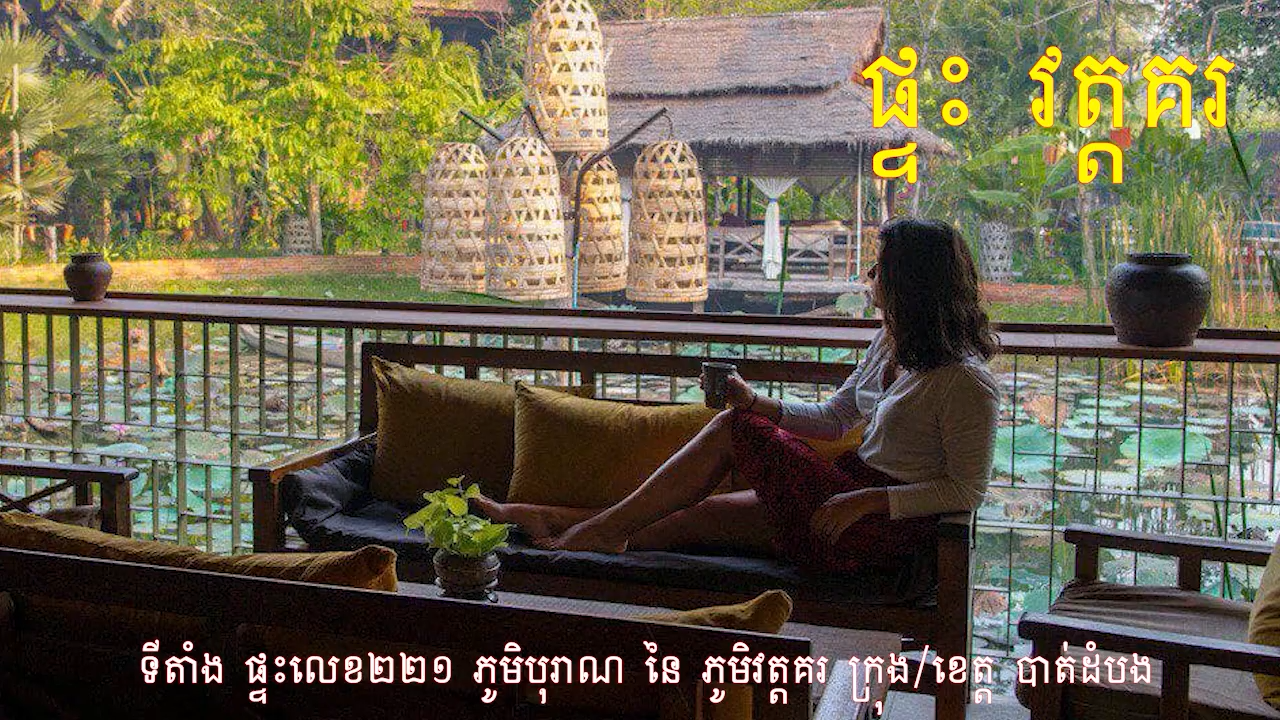 ផ្ទះ វត្តគរ
ទីតាំង ផ្ទះលេខ២២១ ភូមិបុរាណ នៃ ភូមិវត្តគរ ក្រុង/ខេត្ត បាត់ដំបង